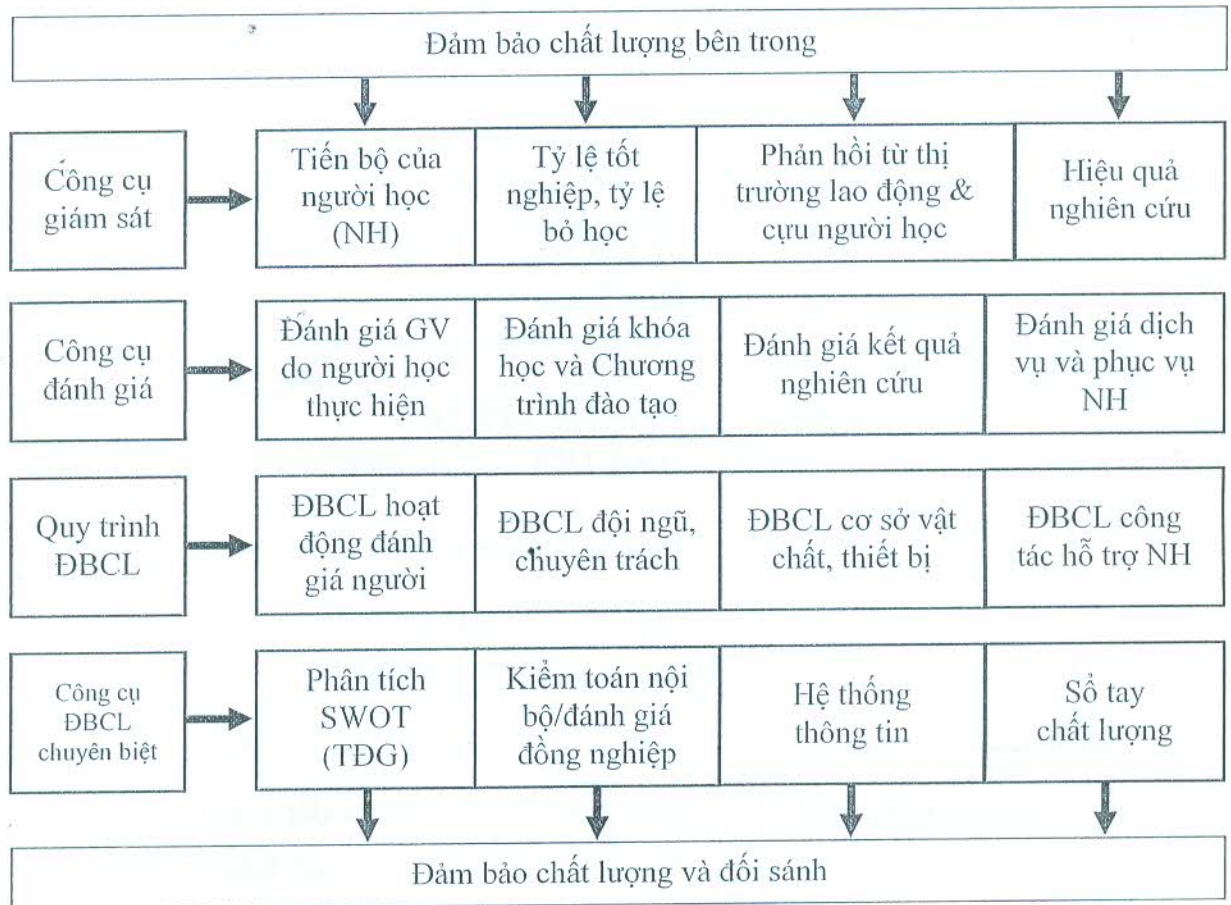 Đảm bảo chất lượng bên trong
Công cụ
giám sát
Tiến bộ của
người học
(NH)
Tỷ lệ tốt
nghiệp, tỷ lệ
bỏ học
Phản hồi từ thị
trường lao động &
cựu người học
Hiệu quả
nghiên cứu
Công cụ
đánh giá
Đánh giá GV
do người học
thực hiện
Đánh giá khóa
học và Chương
trình đào tạo
Đánh giá kết quả
nghiên cứu
Đánh giá dịch
vụ và phục vụ
NH
Quy trình
ĐBCL
ĐBCL hoạt
động đánh
giá người
ĐBCL đội ngũ,
chuyên trách
ĐBCL cơ sở vật
chất, thiết bị
ĐBCL công
tác hỗ trợ NH
Công cụ
ĐBCL
chuyên biệt
Phân tích
SWOT
(TĐG)
Kiểm toán nội
bộ/đánh giá
đồng nghiệp
Hệ thống
thông tin
Sổ tay
chất lượng
Đảm bảo chất lượng và đối sánh